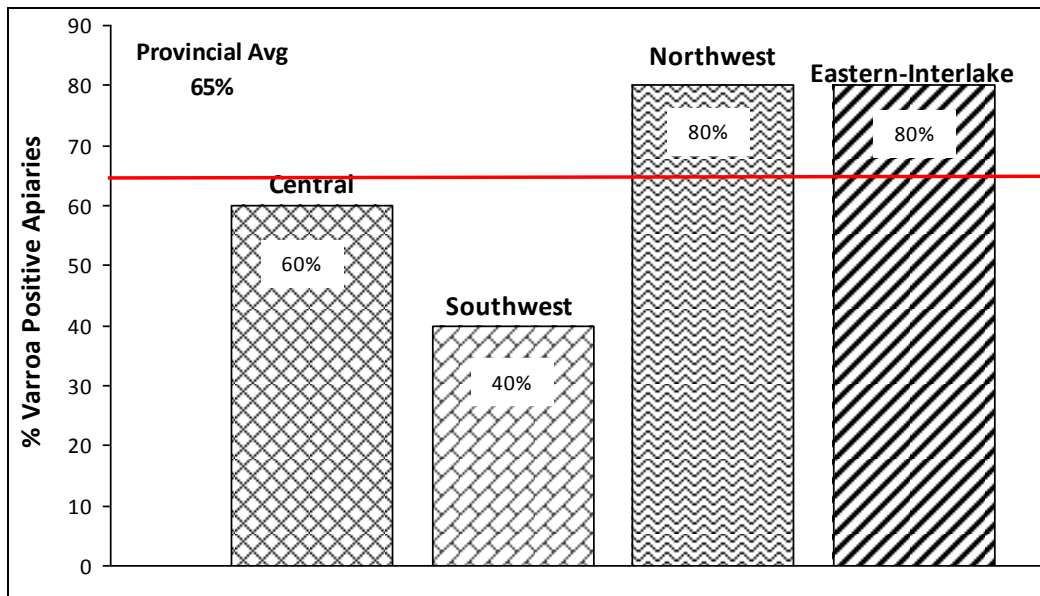 Provincial Avg
65%
% Varroa Positive Apiaries
90
80
70
60
50
40
30
20
10
0
Central
60%
Southwest
40%
Northwest
80%
Eastern-Interlake
80%